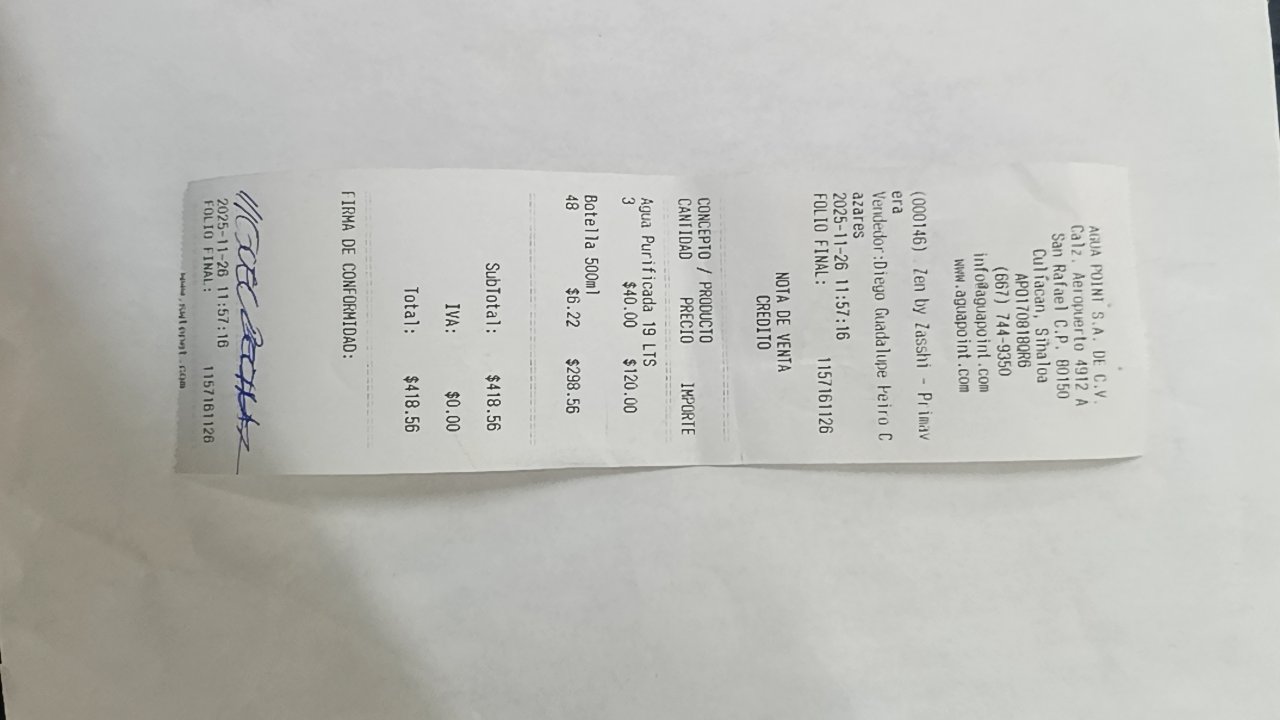 AGUA POINT S.A. DE C.V.
Calz. Aeropuerto 4912 A
San Rafael C.P. 80150
Culiacan, Sinaloa
APO170818QR6
(667) 744-9350
info@aguapoint.com
www.aguapoint.com
(000146) Zen by Zasshi - Primav
era
Vendedor:Diego Guadalupe Peiro C
azares
2025-11-26 11:57:16
FOLIO FINAL: 1157161126
NOTA DE VENTA
CREDITO
CONCEPTO / PRODUCTO
CANTIDAD PRECIO IMPORTE
Agua Purificada 19 LTS
3 $40.00 $120.00
Botella 500ml
48 $6.22 $298.56
SubTotal: $418.56
IVA: $0.00
Total: $418.56
FIRMA DE CONFORMIDAD:
2025-11-26 11:57:16
FOLIO FINAL: 1157161126